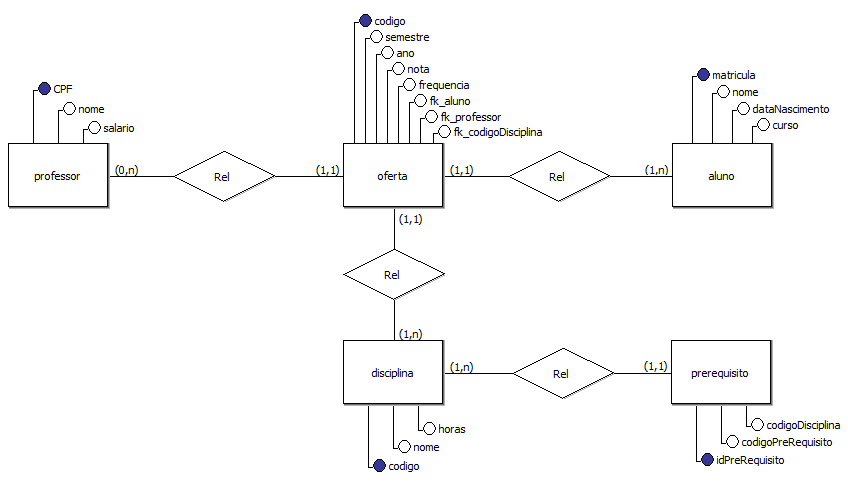 codigo
semestre
ano
nota
frequencia
fk_aluno
fk_professor
fk_codigoDisciplina
CPF
nome
salario
matricula
nome
dataNascimento
curso
professor
(0,n)
Rel
(1,1)
oferta
(1,1)
Rel
(1,n)
aluno
(1,1)
Rel
(1,n)
disciplina
(1,n)
Rel
(1,1)
prerequisito
horas
nome
codigo
codigoDisciplina
codigoPreRequisito
idPreRequisito